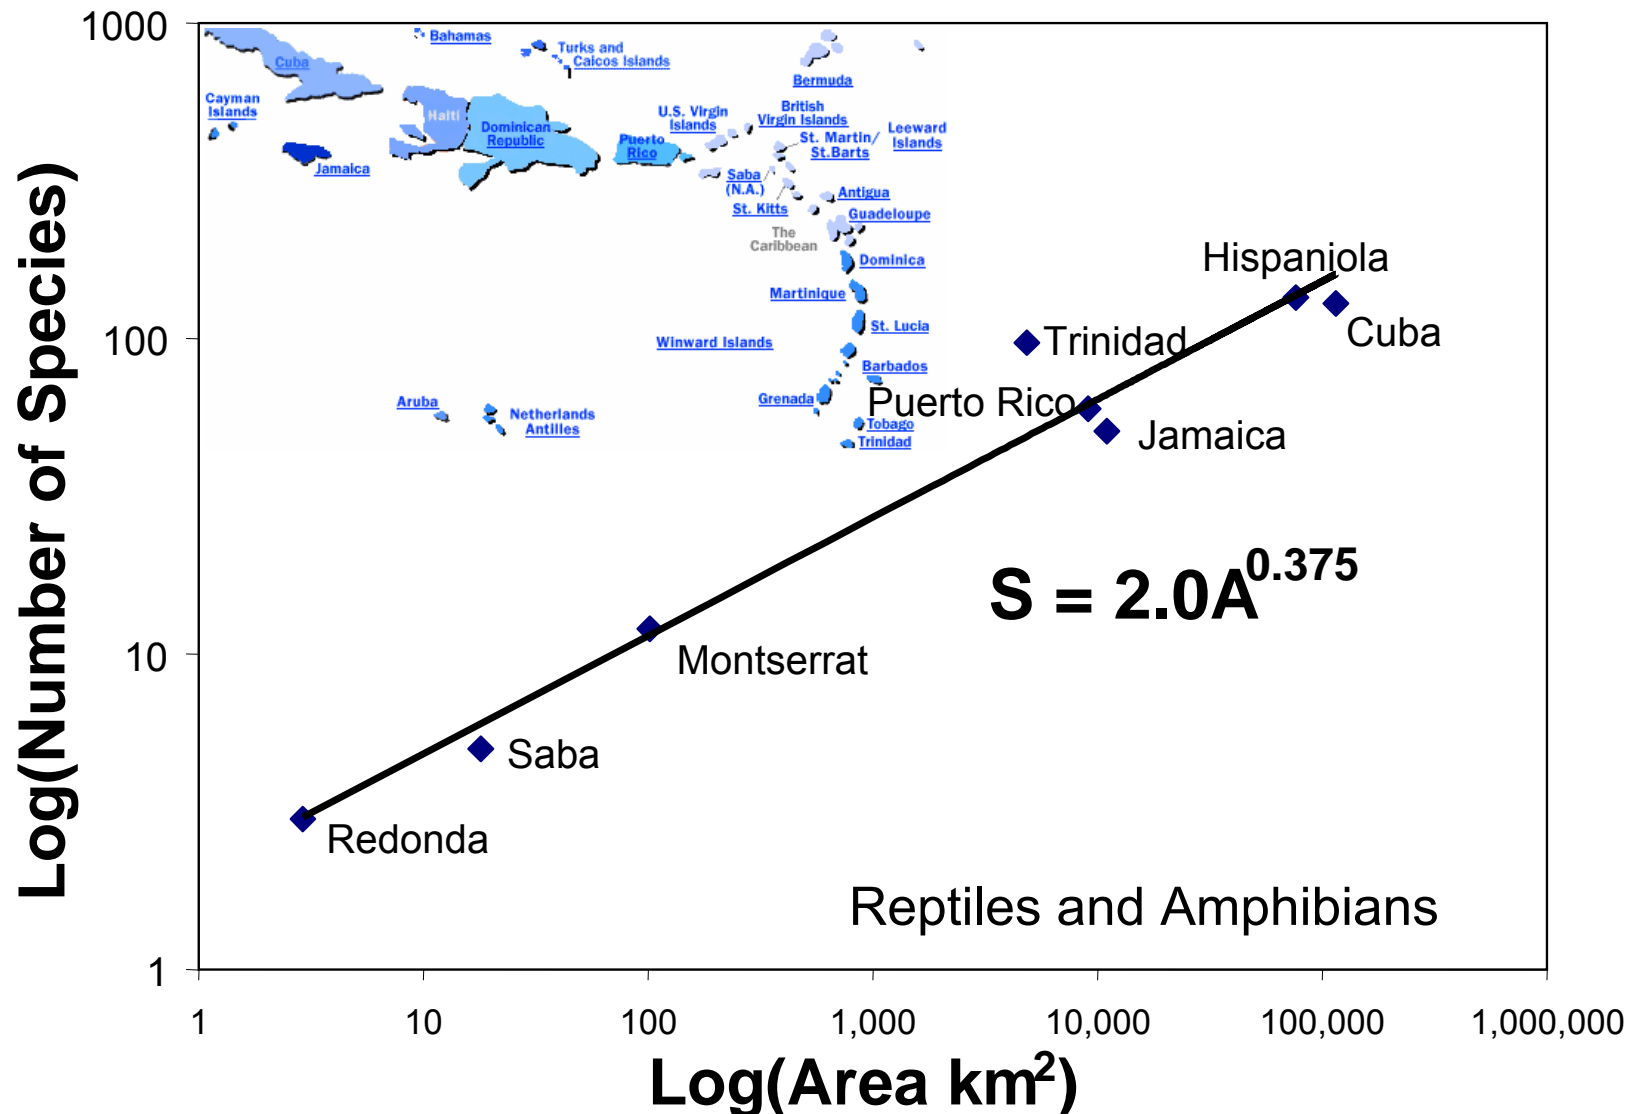 1000
100
10
1
Log(Number of Species)
Bahamas
Turks and
Caicos Islands
Cuba
Cayman
Islands
Haiti
Dominican
Republic
Jamaica
Puerto
Rico
U.S. Virgin
Islands
British
Virgin Islands
Bermuda
St. Martin/
St.Barts
Leeward
Islands
Saba
(N.A.)
St. Kitts
Antigua
Guadeloupe
The
Caribbean
Dominica
Martinique
St. Lucia
Winward Islands
Barbados
Grenada
Tobago
Trinidad
Aruba
Netherlands
Antilles
Hispaniola
Cuba
Trinidad
Puerto Rico
Jamaica
S = 2.0A^0.375
Montserrat
Saba
Redonda
Reptiles and Amphibians
1 10 100 1,000 10,000 100,000 1,000,000
Log(Area km²)